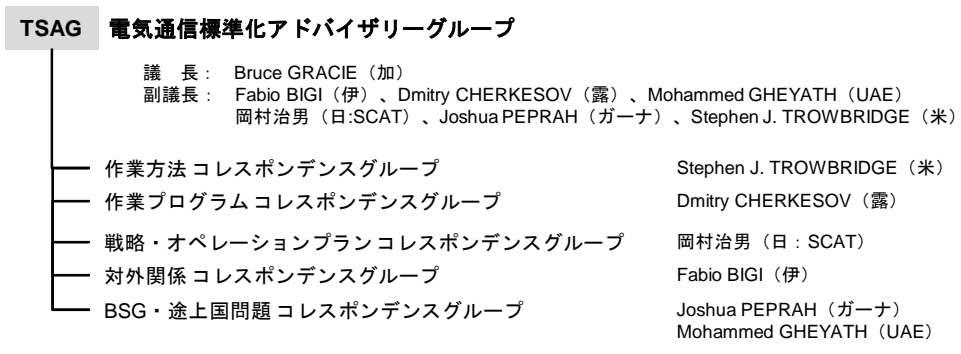 TSAG 電気通信標準化アドバイザリーグループ
議 長： Bruce GRACIE（加）
副議長： Fabio BIGI（伊）、Dmitry CHERKESOV（露）、Mohammed GHEYATH（UAE）
岡村治男（日:SCAT）、Joshua PEPRAH（ガーナ）、Stephen J. TROWBRIDGE（米）
作業方法 コレスポンデンスグループ Stephen J. TROWBRIDGE（米）
作業プログラム コレスポンデンスグループ Dmitry CHERKESOV（露）
戦略・オペレーションプラン コレスポンデンスグループ 岡村治男（日：SCAT）
対外関係 コレスポンデンスグループ Fabio BIGI（伊）
BSG・途上国問題 コレスポンデンスグループ Joshua PEPRAH（ガーナ）
Mohammed GHEYATH（UAE）